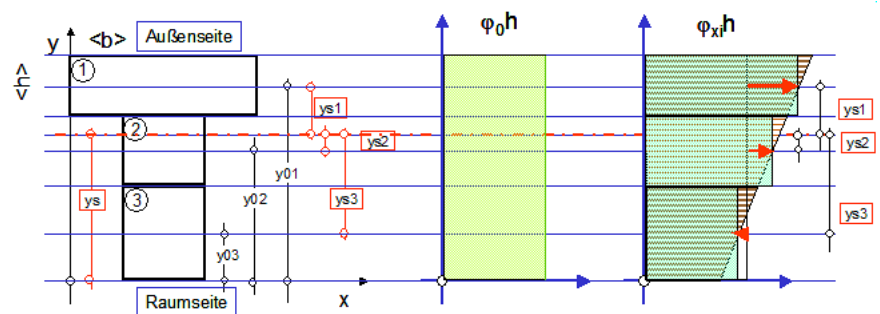 y <b> Außenseite
<h>
φ₀h
φₓᵢh
1
2
3
ys
ys1
ys2
ys3
y01
y02
y03
ys1
ys2
ys3
Raumseite
x